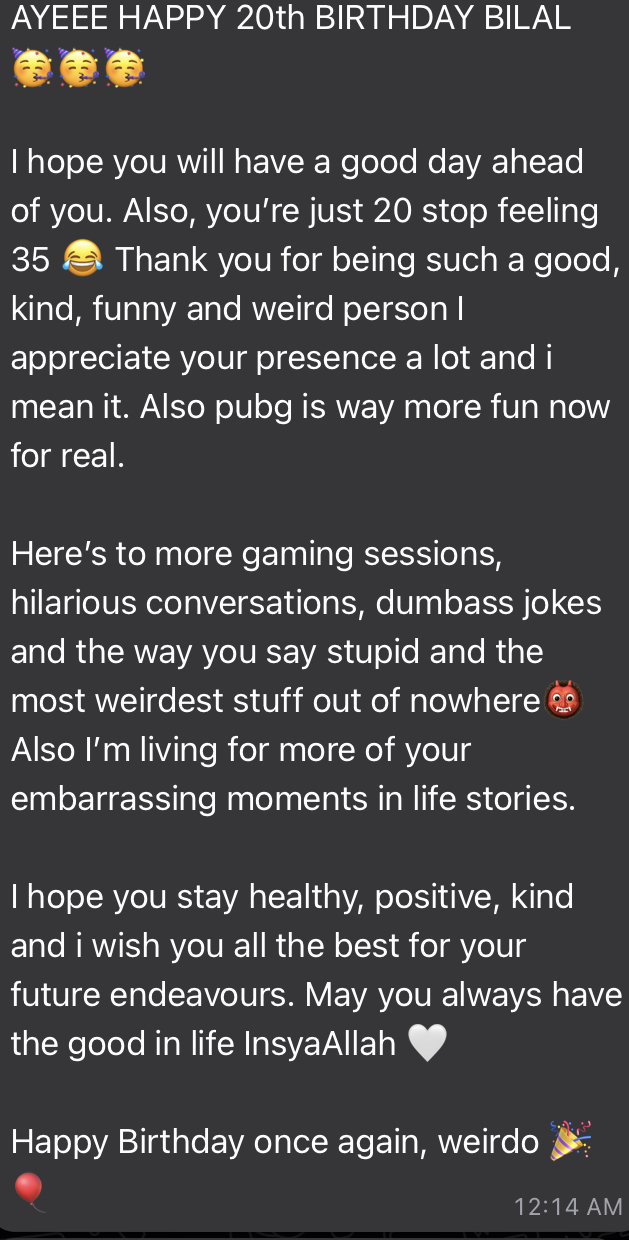 AYEEE HAPPY 20th BIRTHDAY BILAL
🥳🥳🥳
I hope you will have a good day ahead
of you. Also, you’re just 20 stop feeling
35 😂 Thank you for being such a good,
kind, funny and weird person I
appreciate your presence a lot and i
mean it. Also pubg is way more fun now
for real.
Here’s to more gaming sessions,
hilarious conversations, dumbass jokes
and the way you say stupid and the
most weirdest stuff out of nowhere👹
Also I’m living for more of your
embarrassing moments in life stories.
I hope you stay healthy, positive, kind
and i wish you all the best for your
future endeavours. May you always have
the good in life InsyaAllah 🤍
Happy Birthday once again, weirdo 🎉
🎈
12:14 AM